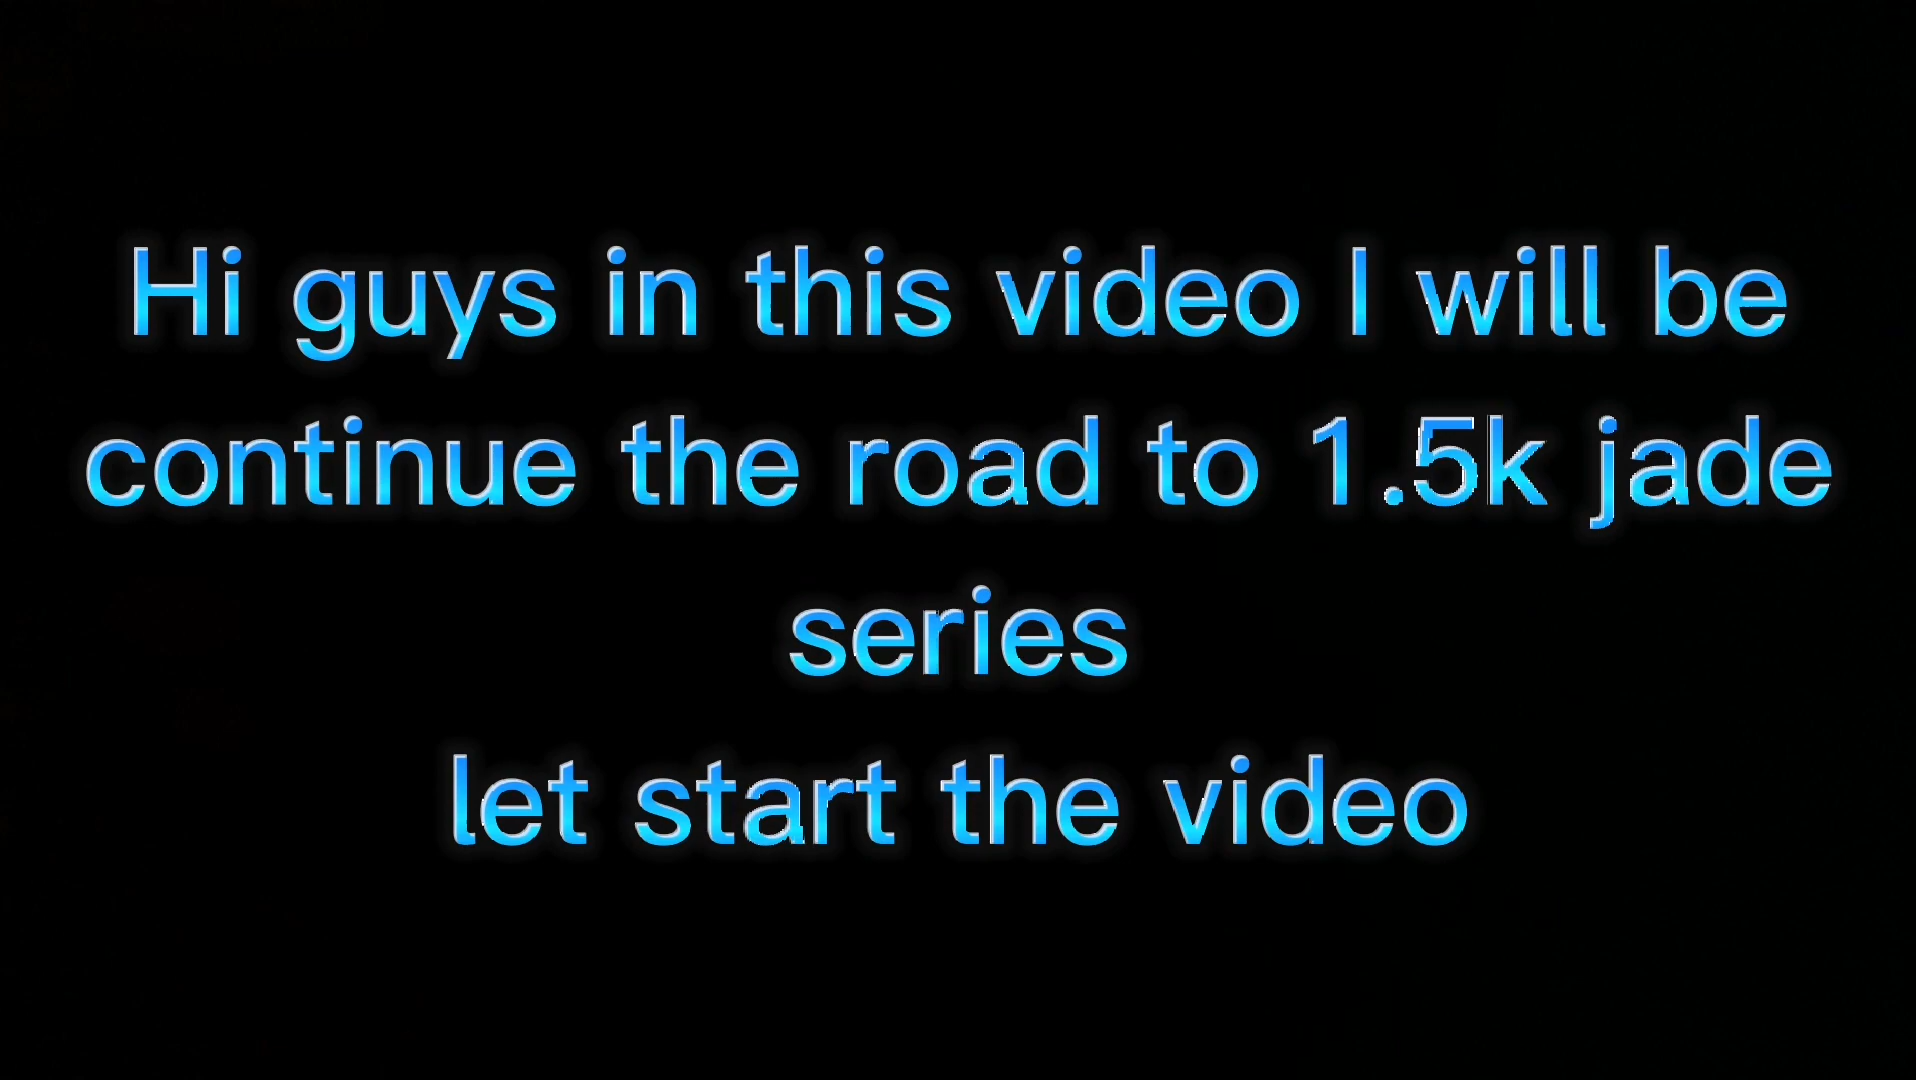 Hi guys in this video I will be
continue the road to 1.5k jade
series
let start the video